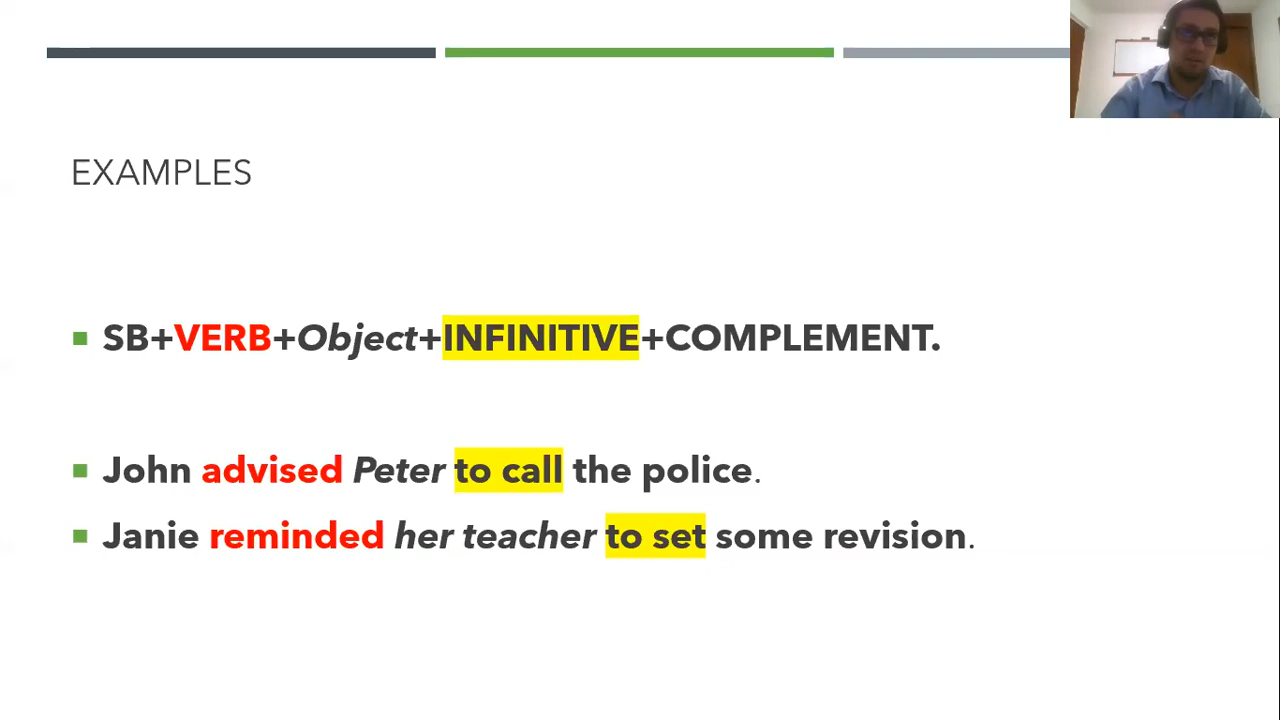 EXAMPLES
SB+VERB+Object+INFINITIVE+COMPLEMENT.
John advised Peter to call the police.
Janie reminded her teacher to set some revision.